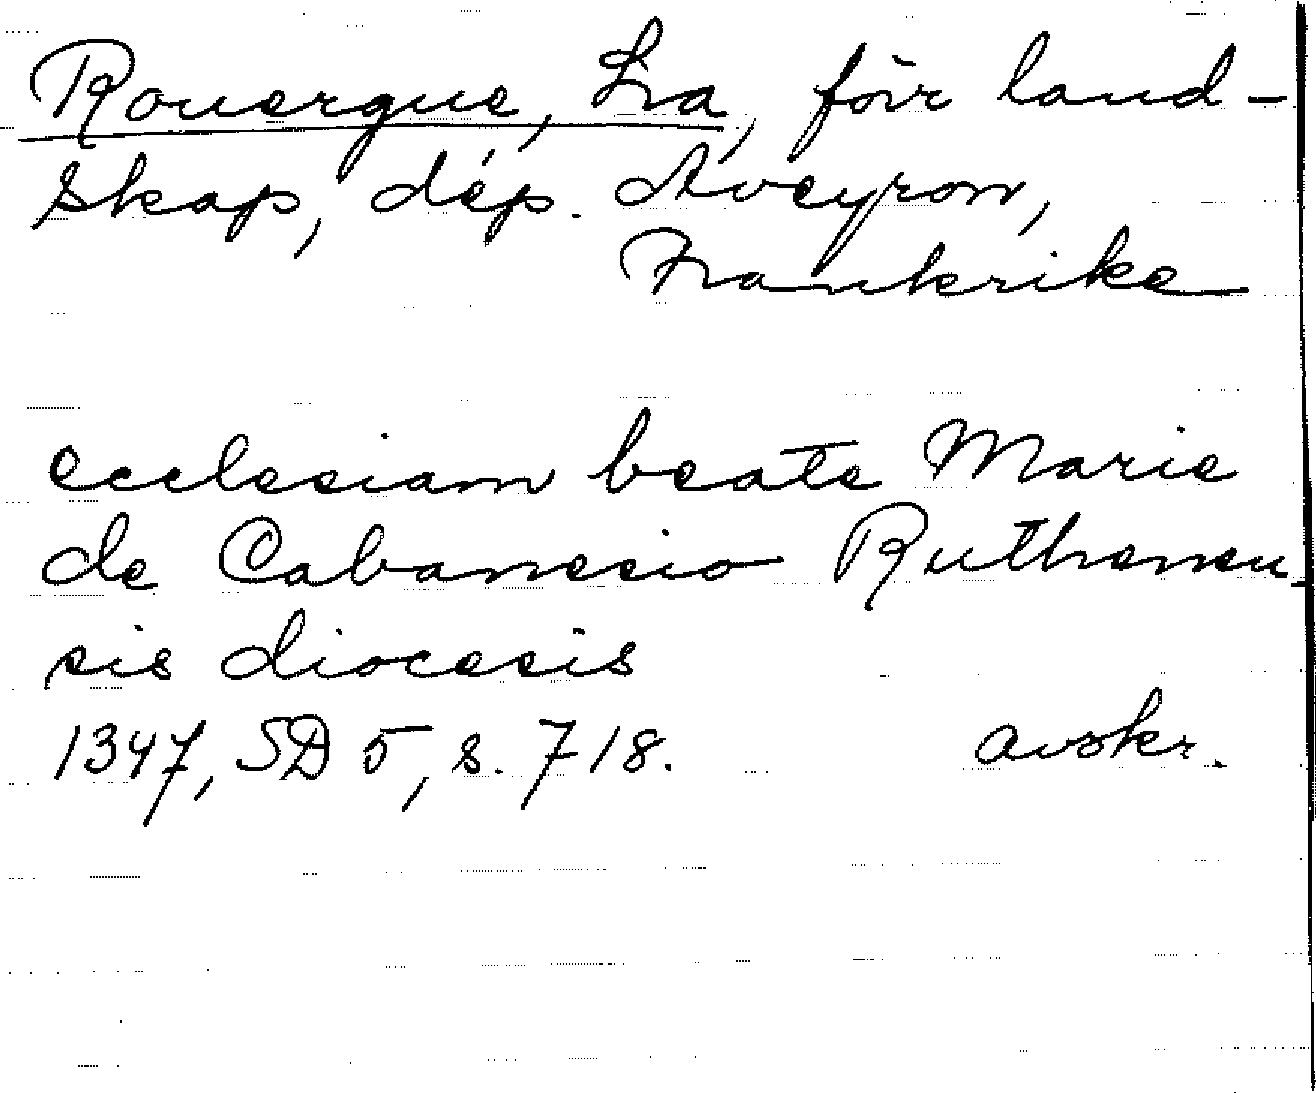 Rouergue, La, förr land-
skap, dép. Aveyron,
Frankrike
ecclesiam beate Marie
de Cabanesio Ruthenen-
sis diocesis
1347, SD 5, s. 718. avskr.